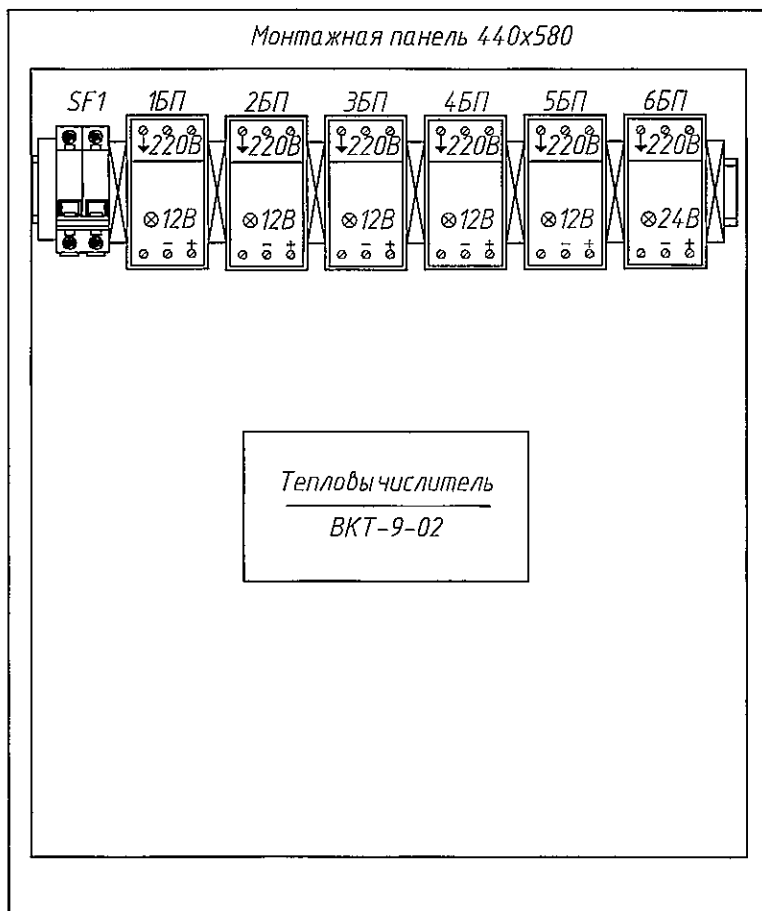 Монтажная панель 440х580
SF1 1БП 2БП 3БП 4БП 5БП 6БП
220В 220В 220В 220В 220В 220В
12В 12В 12В 12В 12В 24В
− + − + − + − + − + − +
Тепловычислитель
ВКТ-9-02